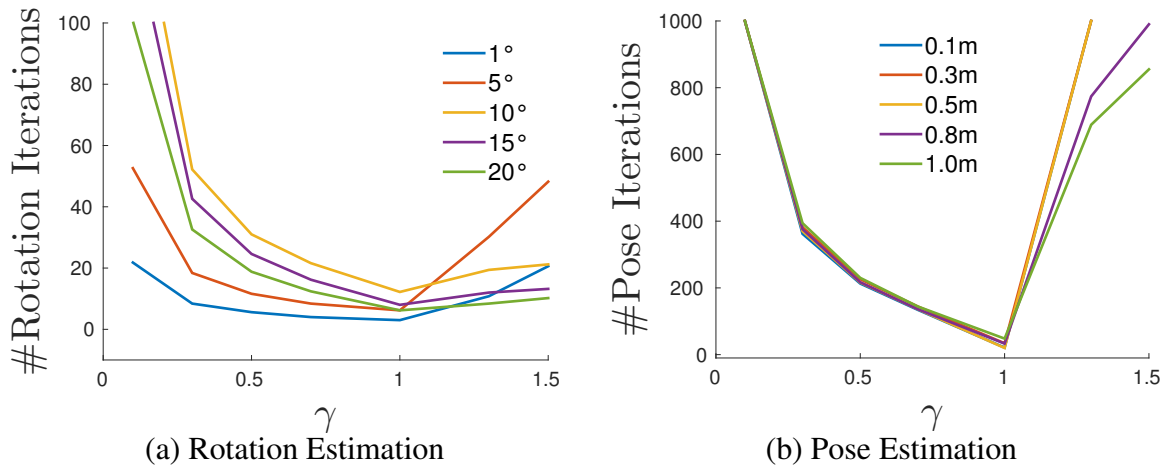 #Rotation Iterations
100
80
60
40
20
0
0
0.5
1
1.5
1°
5°
10°
15°
20°
γ
(a) Rotation Estimation
#Pose Iterations
1000
800
600
400
200
0
0
0.5
1
1.5
0.1m
0.3m
0.5m
0.8m
1.0m
γ
(b) Pose Estimation